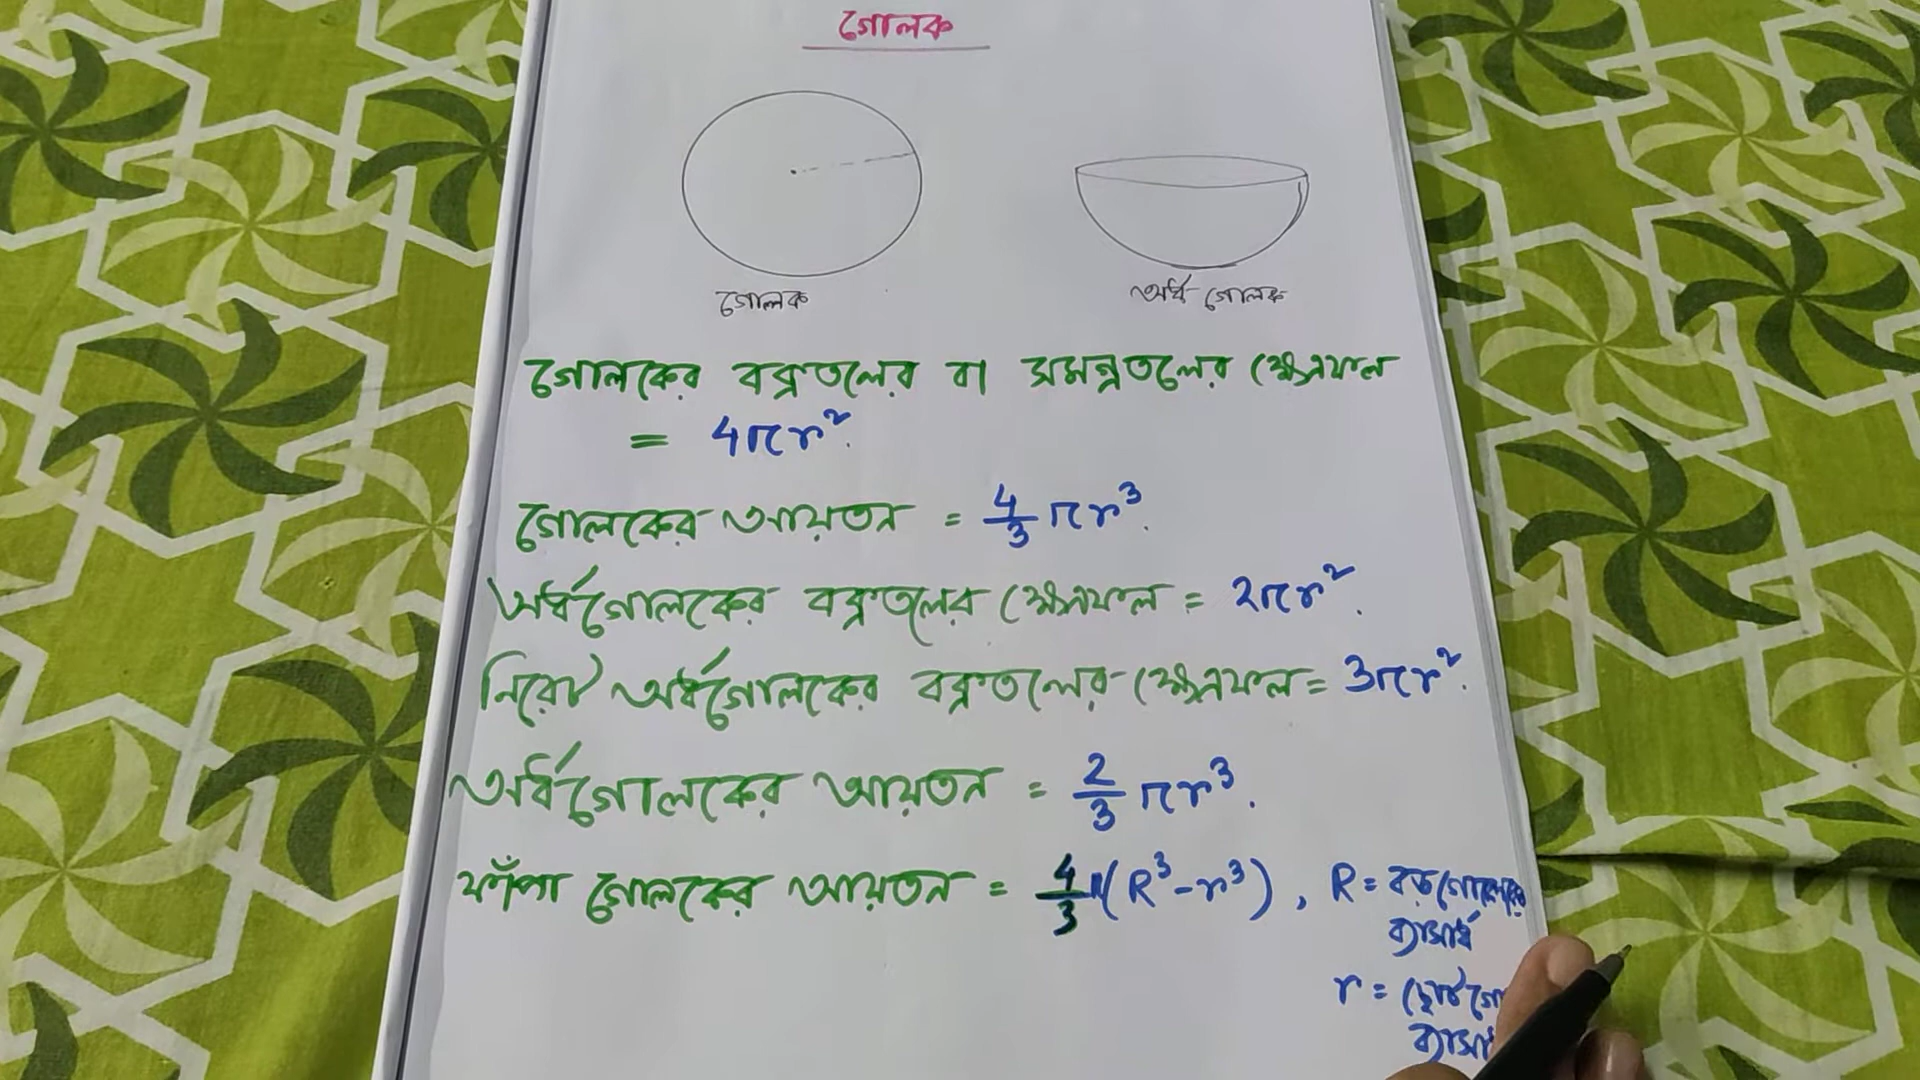 গোলক
গোলক
অর্ধ গোলক
গোলকের বক্রতলের বা সমগ্রতলের ক্ষেত্রফল
= 4πr².
গোলকের আয়তন = 4/3 πr³.
অর্ধগোলকের বক্রতলের ক্ষেত্রফল = 2πr².
নিরেট অর্ধগোলকের বক্রতলের ক্ষেত্রফল = 3πr².
অর্ধগোলকের আয়তন = 2/3 πr³.
ফাঁপা গোলকের আয়তন = 4/3 π(R³-r³), R = বড়গোলকের
ব্যাসার্ধ
r =